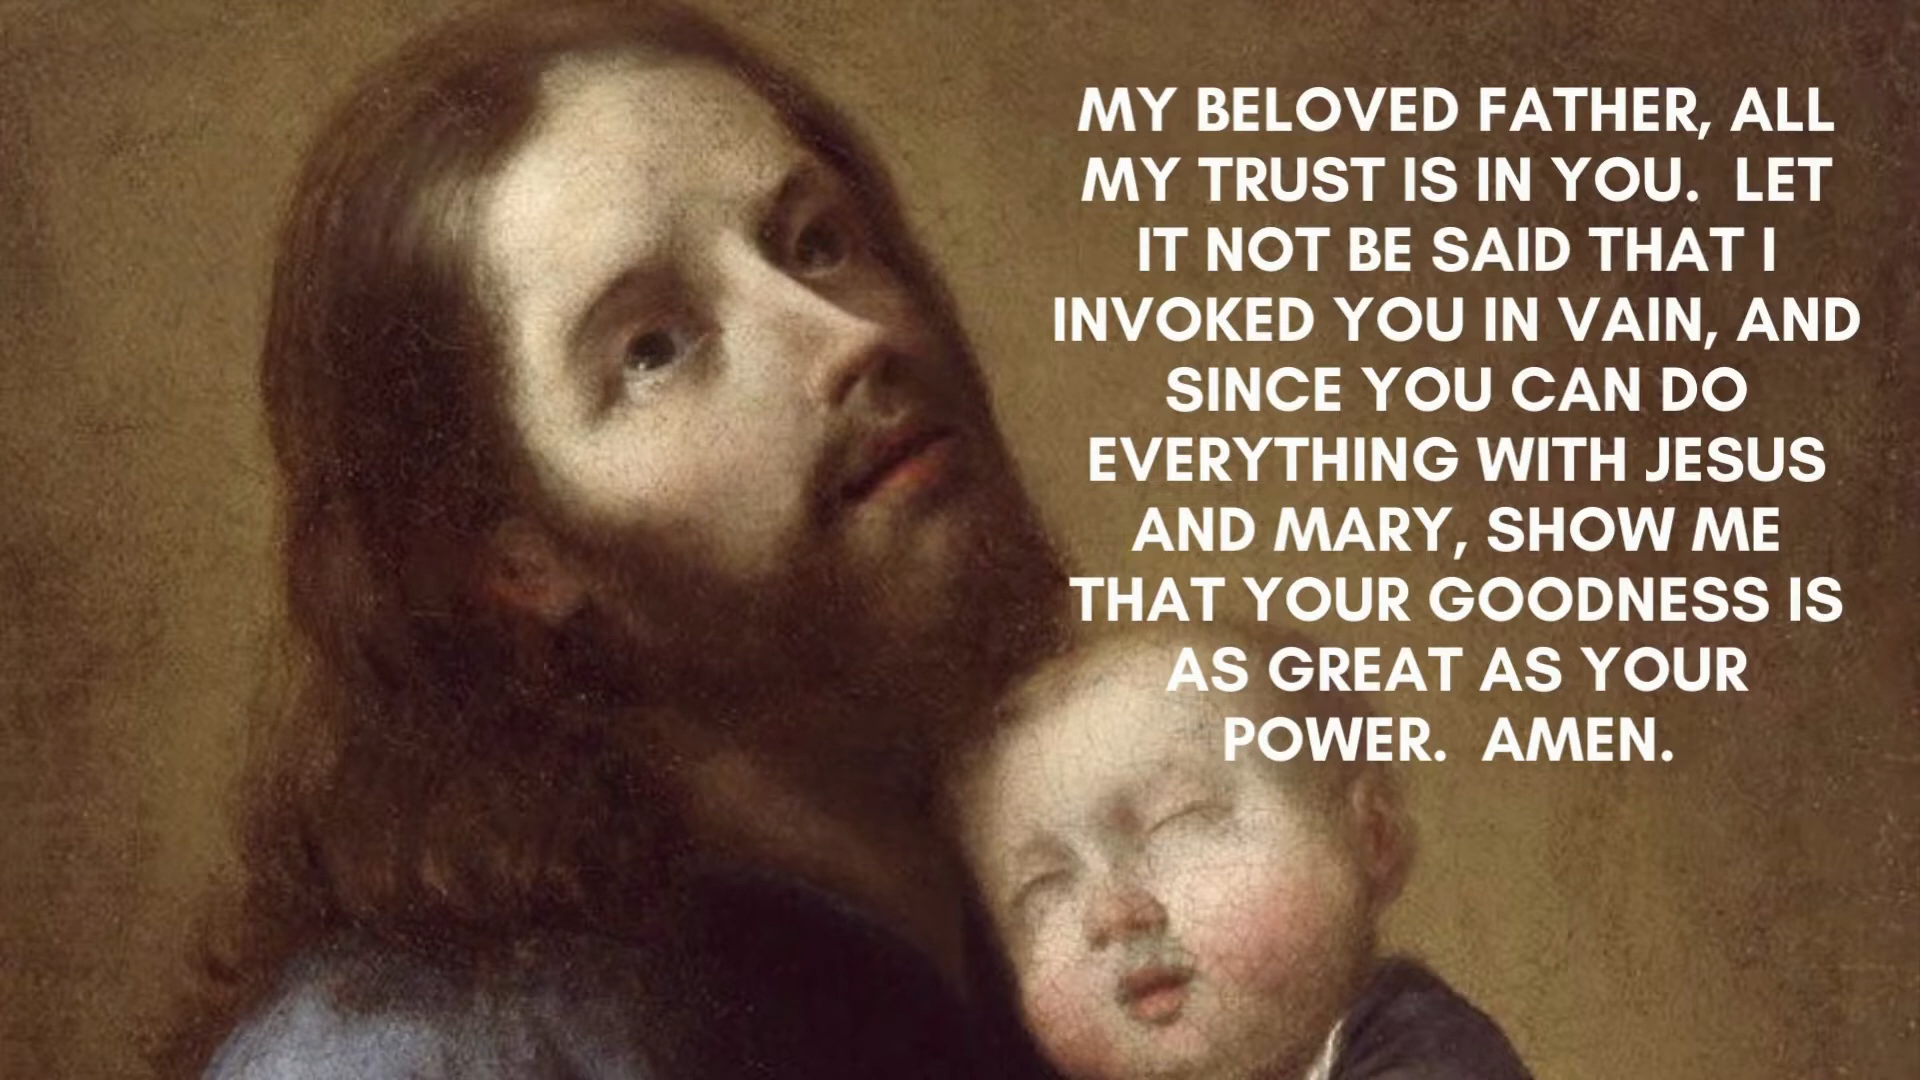 MY BELOVED FATHER, ALL
MY TRUST IS IN YOU.  LET
IT NOT BE SAID THAT I
INVOKED YOU IN VAIN, AND
SINCE YOU CAN DO
EVERYTHING WITH JESUS
AND MARY, SHOW ME
THAT YOUR GOODNESS IS
AS GREAT AS YOUR
POWER.  AMEN.